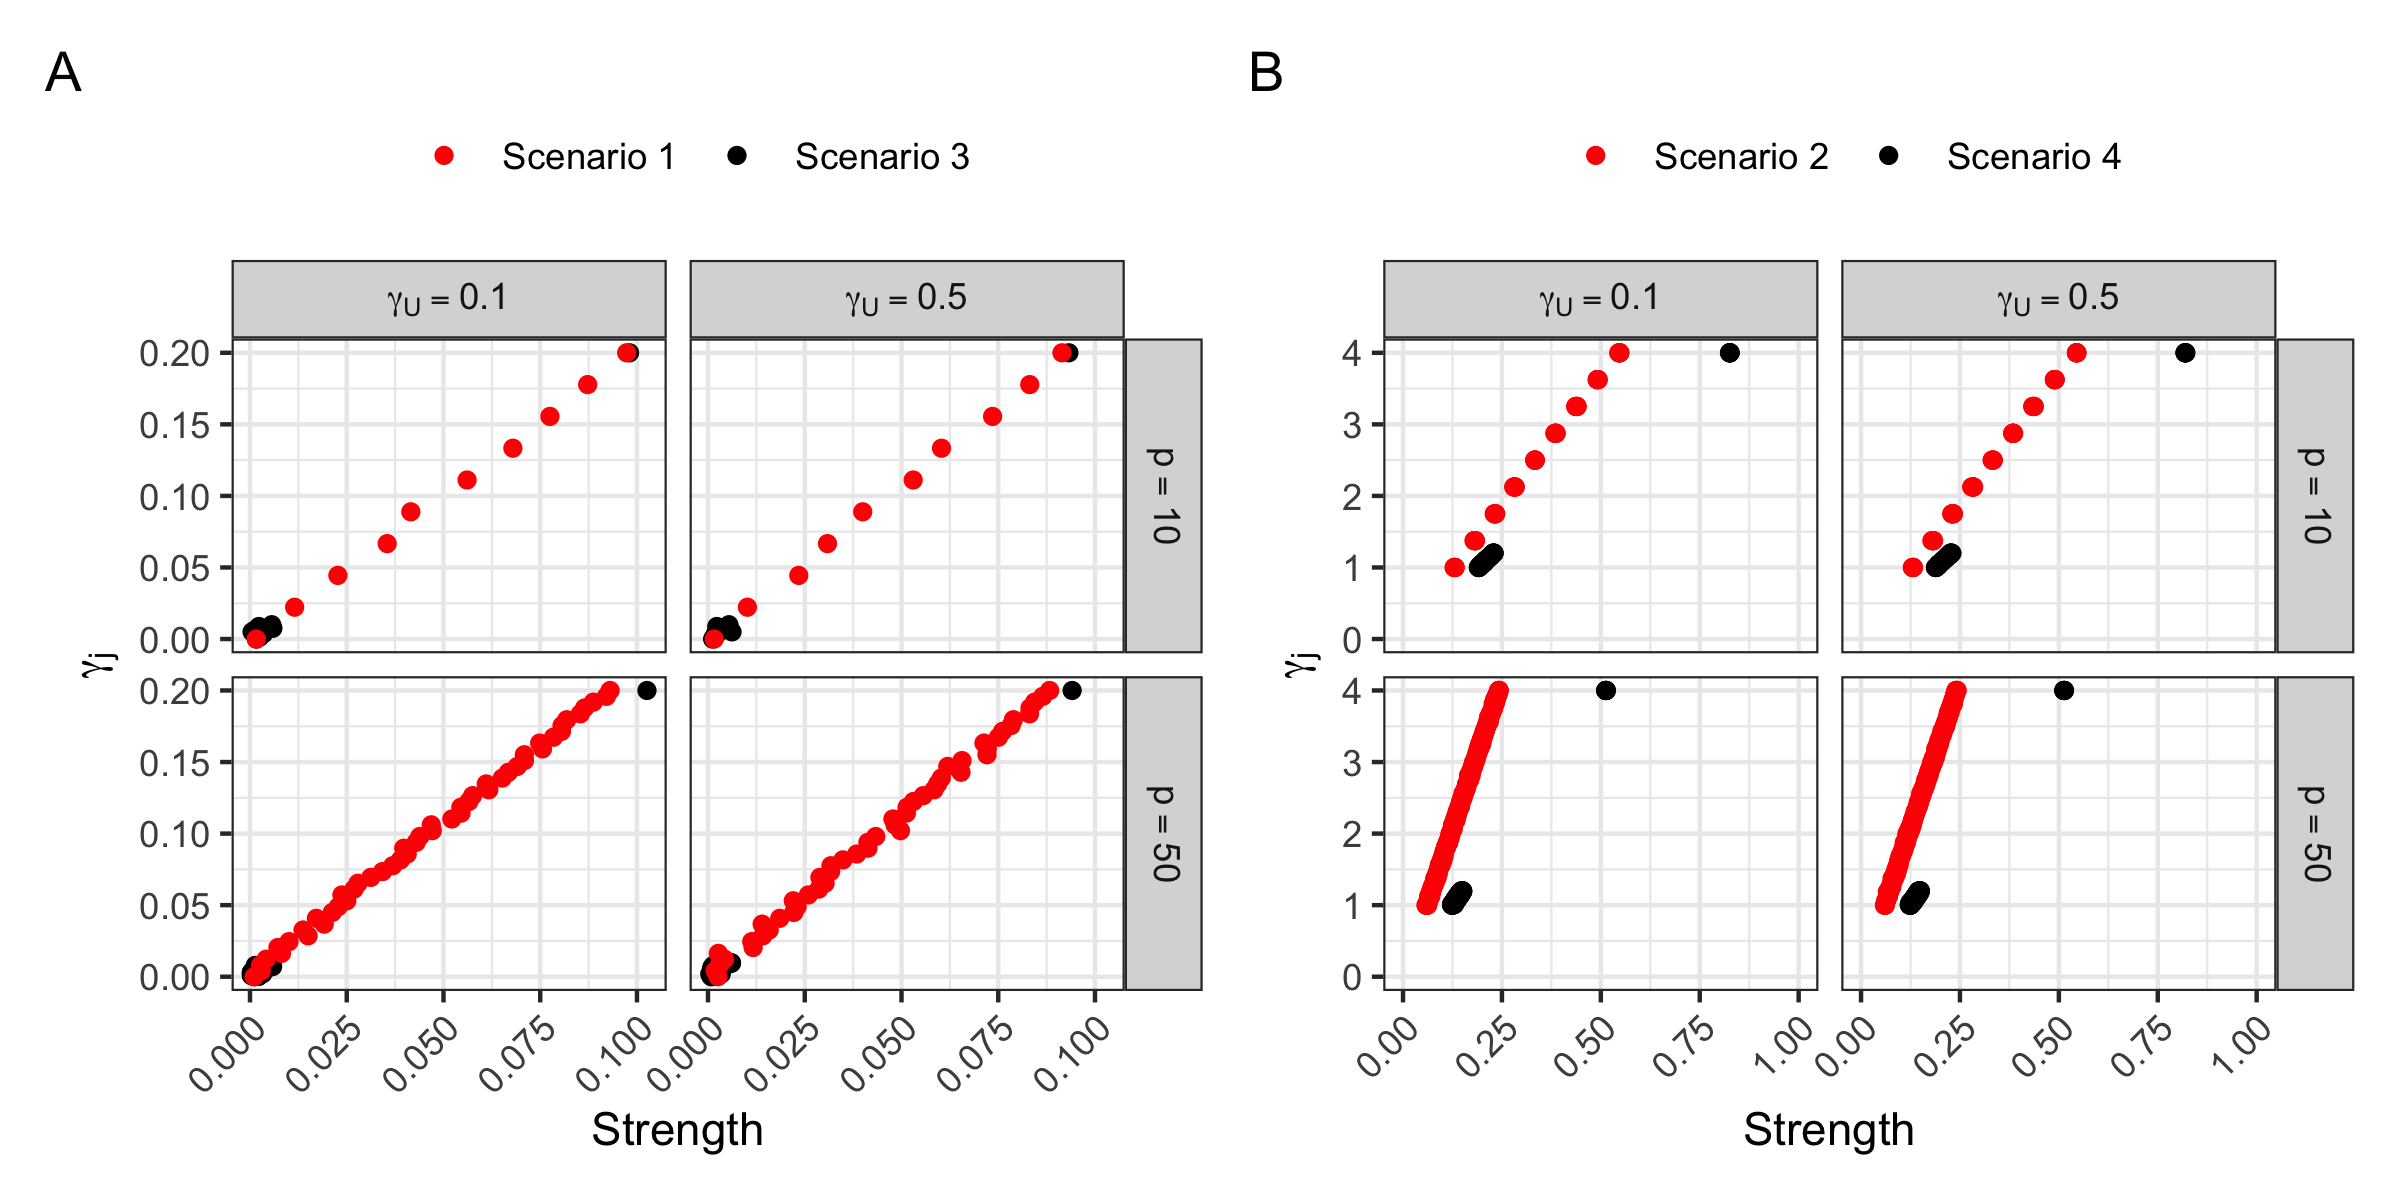 A
B
Scenario 1 Scenario 3
Scenario 2 Scenario 4
γU = 0.1
γU = 0.5
γU = 0.1
γU = 0.5
0.20
0.15
0.10
0.05
0.00
p = 10
4
3
2
1
0
p = 10
γj
γj
0.20
0.15
0.10
0.05
0.00
p = 50
4
3
2
1
0
p = 50
0.000 0.025 0.050 0.075 0.100
0.000 0.025 0.050 0.075 0.100
0.00 0.25 0.50 0.75 1.00
0.00 0.25 0.50 0.75 1.00
Strength
Strength